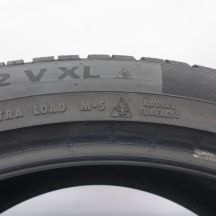 2 V XL
TRA LOAD M-S RADIAL
TUBELESS